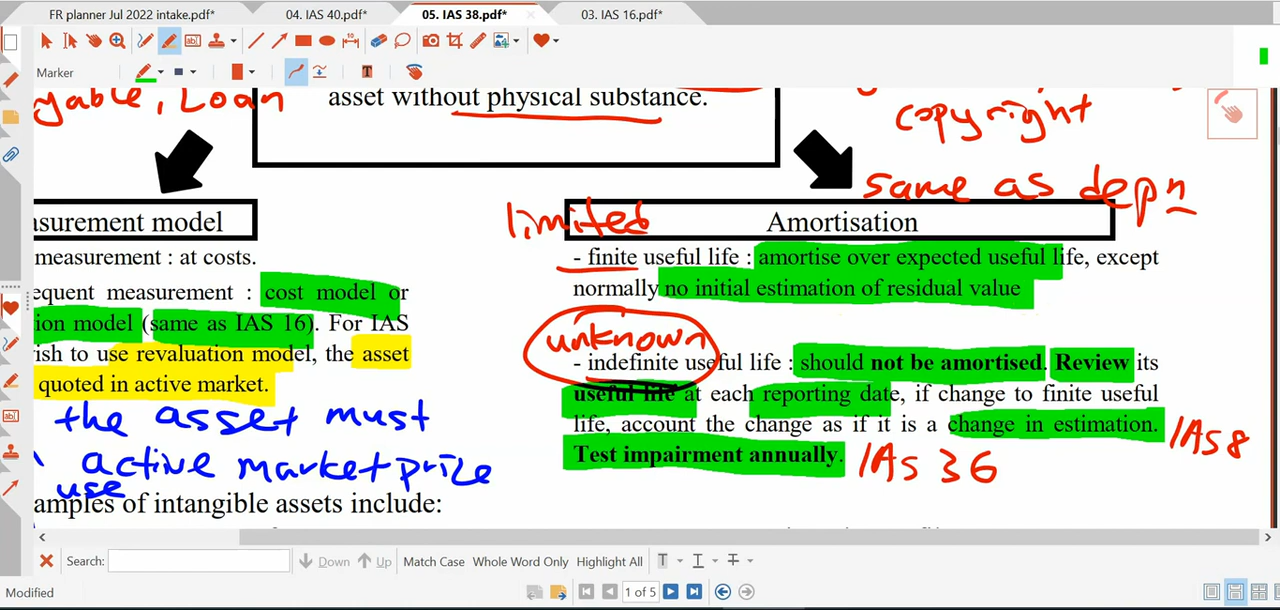 FR planner Jul 2022 intake.pdf*
04. IAS 40.pdf*
05. IAS 38.pdf*
03. IAS 16.pdf*
Marker
yable, Loan
asset without physical substance.
copyright
same as depn
asurement model
measurement : at costs.
equent measurement : cost model or
ion model (same as IAS 16). For IAS
ish to use revaluation model, the asset
quoted in active market.
the asset must
active market prize
use
amples of intangible assets include:
limited
Amortisation
- finite useful life : amortise over expected useful life, except
normally no initial estimation of residual value
unknown
- indefinite useful life : should not be amortised. Review its
useful life at each reporting date, if change to finite useful
life, account the change as if it is a change in estimation.
IAS 8
Test impairment annually.
IAS 36
Search:
Down
Up
Match Case
Whole Word Only
Highlight All
Modified
1 of 5